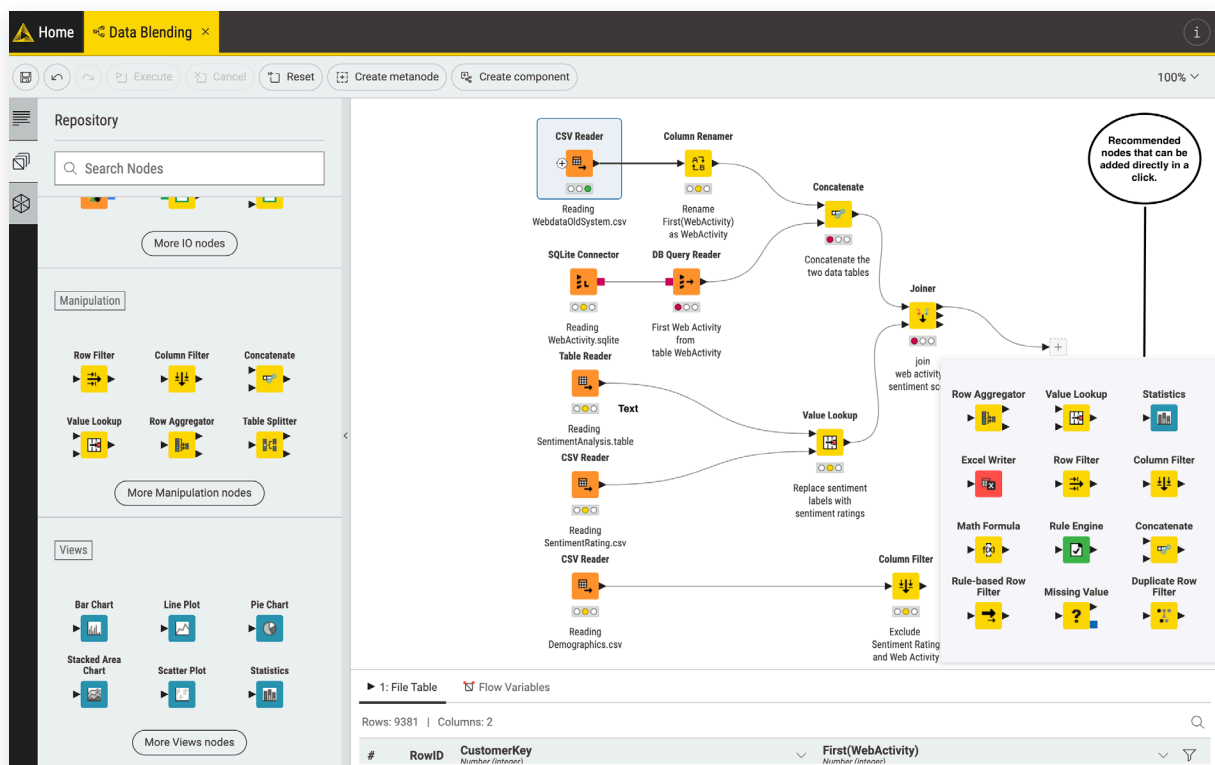 Home
Data Blending
Execute
Cancel
Reset
Create metanode
Create component
100%
Repository
Search Nodes
More IO nodes
Manipulation
Row Filter
Column Filter
Concatenate
Value Lookup
Row Aggregator
Table Splitter
More Manipulation nodes
Views
Bar Chart
Line Plot
Pie Chart
Stacked Area
Chart
Scatter Plot
Statistics
More Views nodes
CSV Reader
Reading
WebdataOldSystem.csv
Column Renamer
Rename
First(WebActivity)
as WebActivity
Concatenate
Concatenate the
two data tables
SQLite Connector
Reading
WebActivity.sqlite
DB Query Reader
First Web Activity
from
table WebActivity
Joiner
join
web activity
sentiment sc
Table Reader
Text
Reading
SentimentAnalysis.table
CSV Reader
Reading
SentimentRating.csv
Value Lookup
Replace sentiment
labels with
sentiment ratings
CSV Reader
Reading
Demographics.csv
Column Filter
Exclude
Sentiment Rating
and Web Activity
Recommended
nodes that can be
added directly in a
click.
Row Aggregator
Value Lookup
Statistics
Excel Writer
Row Filter
Column Filter
Math Formula
Rule Engine
Concatenate
Rule-based Row
Filter
Missing Value
Duplicate Row
Filter
1: File Table
Flow Variables
Rows: 9381 | Columns: 2
# RowID CustomerKey First(WebActivity)
Number (integer) Number (integer)